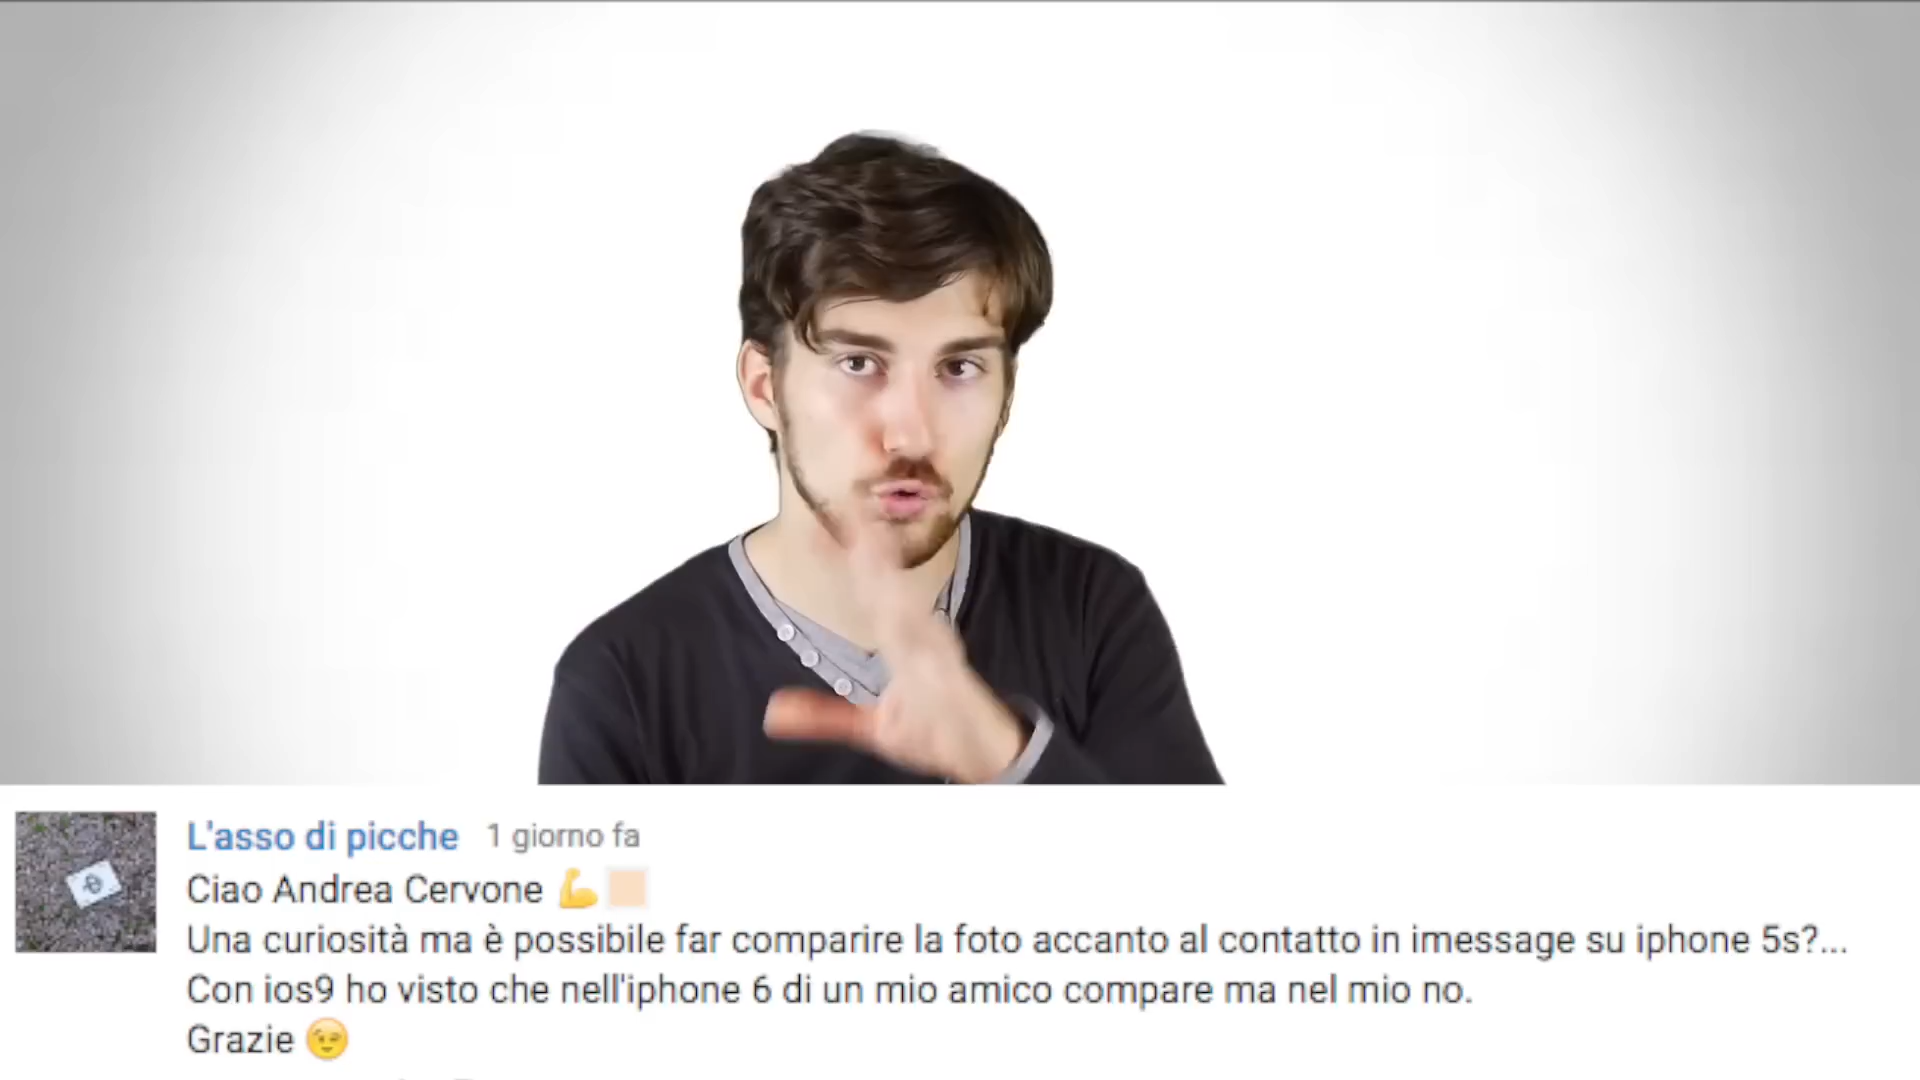 L'asso di picche 1 giorno fa
Ciao Andrea Cervone 💪
Una curiosità ma è possibile far comparire la foto accanto al contatto in imessage su iphone 5s?...
Con ios9 ho visto che nell'iphone 6 di un mio amico compare ma nel mio no.
Grazie 😉